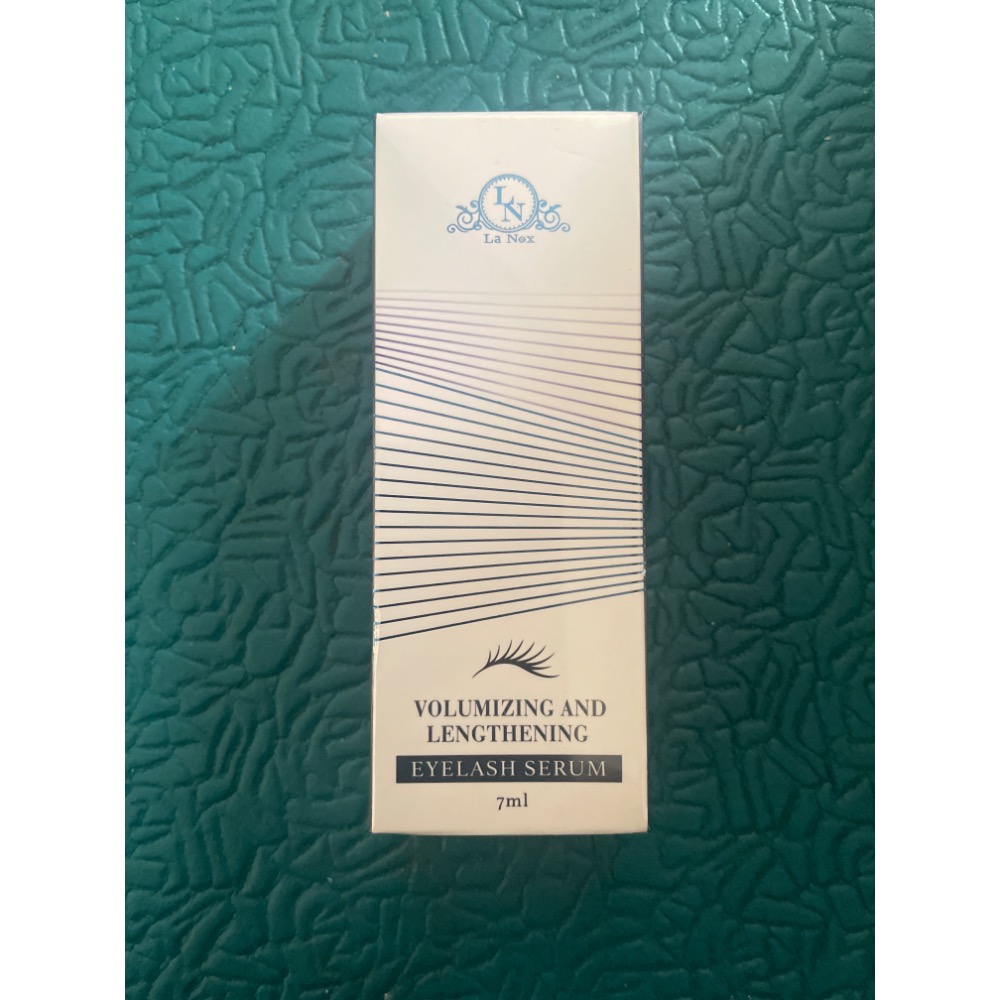 LN
La Nox
VOLUMIZING AND
LENGTHENING
EYELASH SERUM
7ml